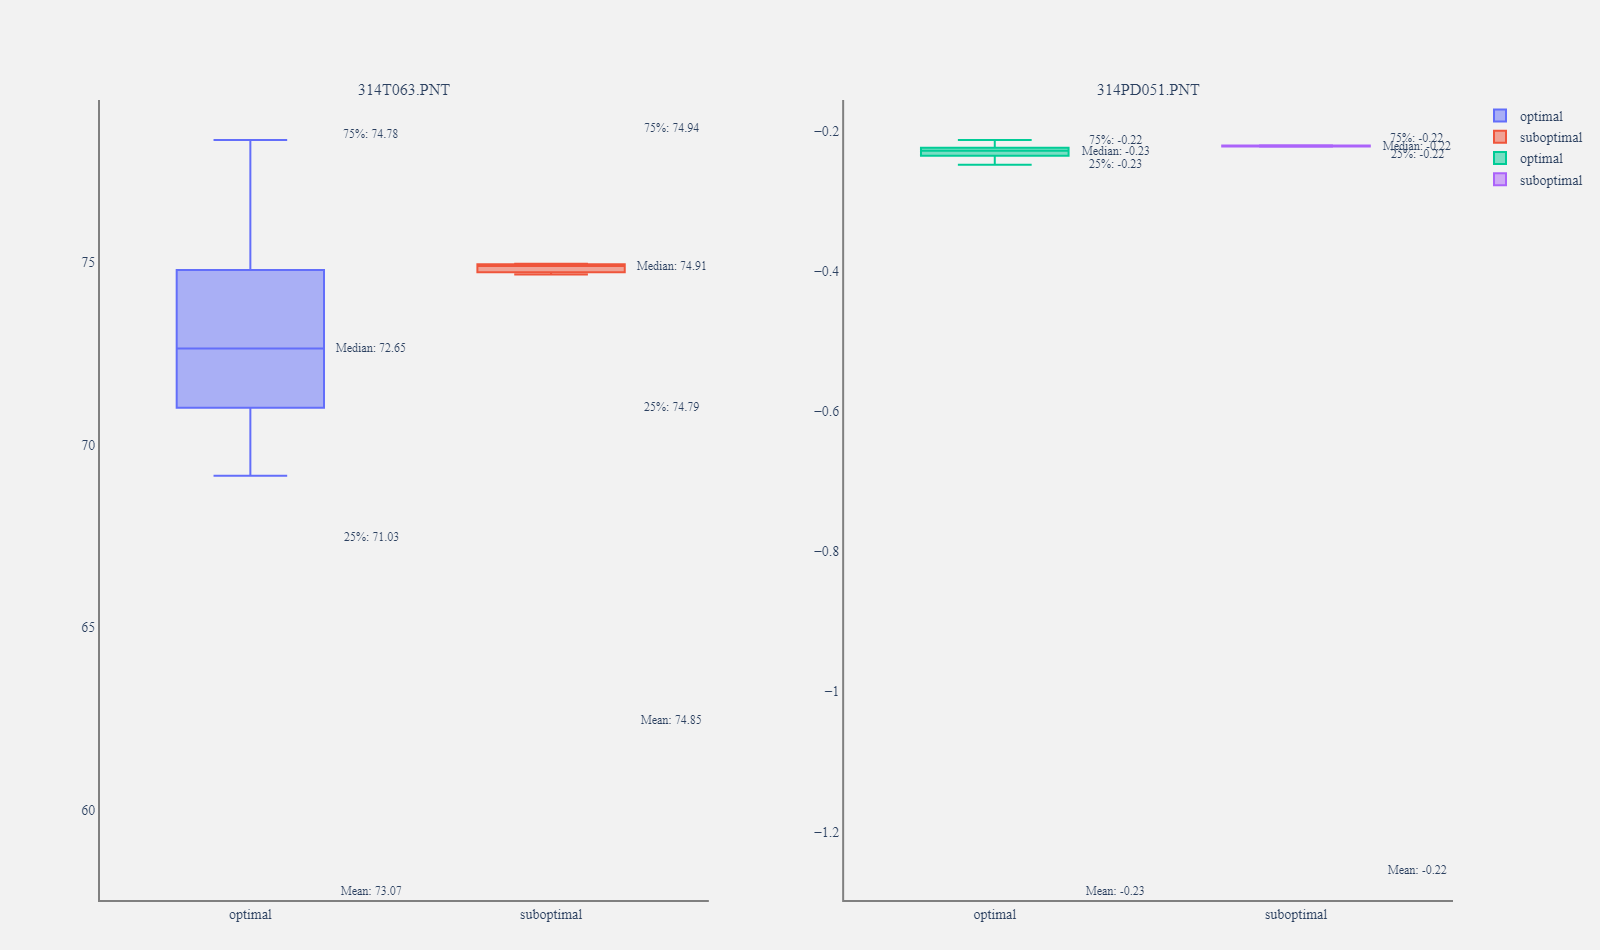 314T063.PNT
75%: 74.78
75%: 74.94
75
Median: 74.91
Median: 72.65
25%: 74.79
70
25%: 71.03
65
Mean: 74.85
60
Mean: 73.07
optimal
suboptimal
314PD051.PNT
−0.2
75%: -0.22
Median: -0.23
25%: -0.23
75%: -0.22
Median: -0.22
25%: -0.22
−0.4
−0.6
−0.8
−1
−1.2
Mean: -0.22
Mean: -0.23
optimal
suboptimal
optimal
suboptimal
optimal
suboptimal